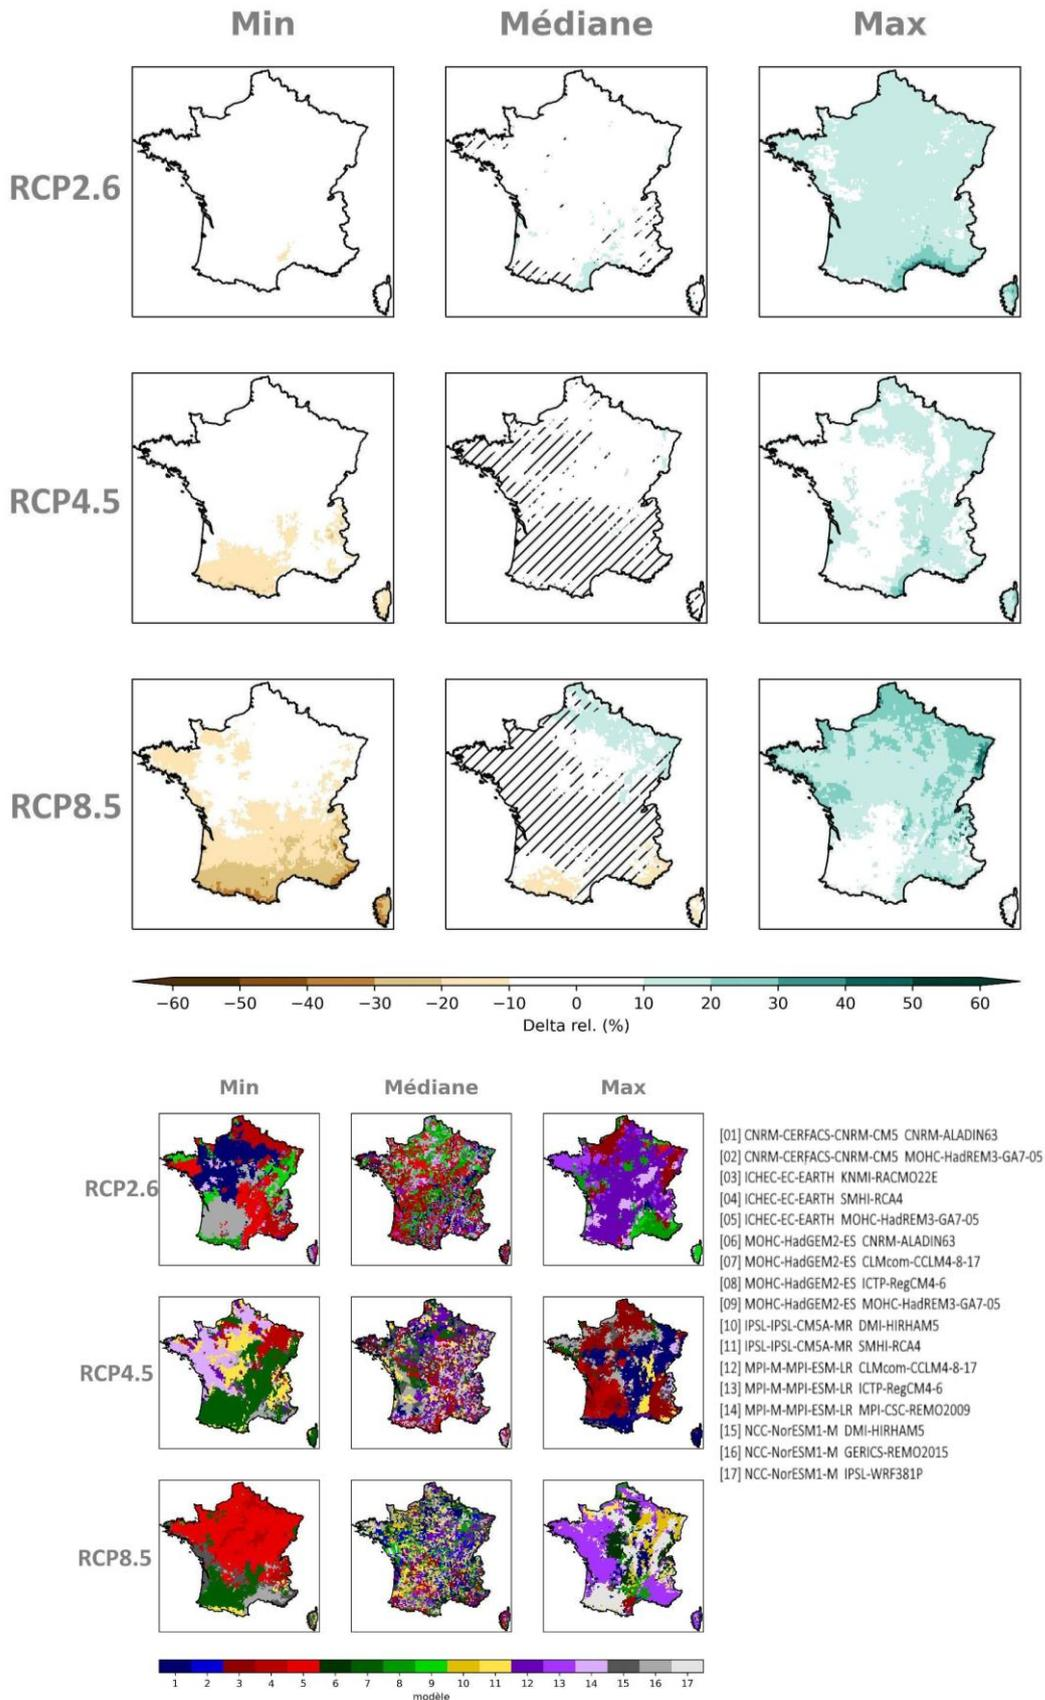 Min Médiane Max
RCP2.6
RCP4.5
RCP8.5
−60 −50 −40 −30 −20 −10 0 10 20 30 40 50 60
Delta rel. (%)
Min Médiane Max
RCP2.6
RCP4.5
RCP8.5
[01] CNRM-CERFACS-CNRM-CM5 CNRM-ALADIN63
[02] CNRM-CERFACS-CNRM-CM5 MOHC-HadREM3-GA7-05
[03] ICHEC-EC-EARTH KNMI-RACMO22E
[04] ICHEC-EC-EARTH SMHI-RCA4
[05] ICHEC-EC-EARTH MOHC-HadREM3-GA7-05
[06] MOHC-HadGEM2-ES CNRM-ALADIN63
[07] MOHC-HadGEM2-ES CLMcom-CCLM4-8-17
[08] MOHC-HadGEM2-ES ICTP-RegCM4-6
[09] MOHC-HadGEM2-ES MOHC-HadREM3-GA7-05
[10] IPSL-IPSL-CM5A-MR DMI-HIRHAM5
[11] IPSL-IPSL-CM5A-MR SMHI-RCA4
[12] MPI-M-MPI-ESM-LR CLMcom-CCLM4-8-17
[13] MPI-M-MPI-ESM-LR ICTP-RegCM4-6
[14] MPI-M-MPI-ESM-LR MPI-CSC-REMO2009
[15] NCC-NorESM1-M DMI-HIRHAM5
[16] NCC-NorESM1-M GERICS-REMO2015
[17] NCC-NorESM1-M IPSL-WRF381P
1 2 3 4 5 6 7 8 9 10 11 12 13 14 15 16 17
modèle